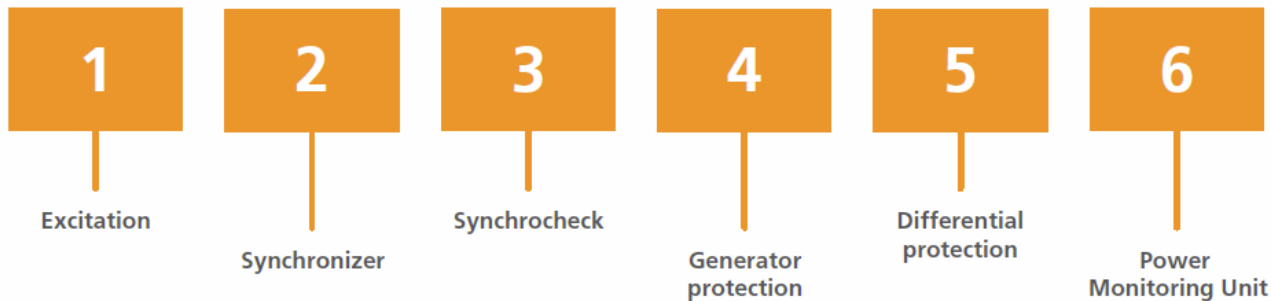 1
2
3
4
5
6
Excitation
Synchronizer
Synchrocheck
Generator
protection
Differential
protection
Power
Monitoring Unit